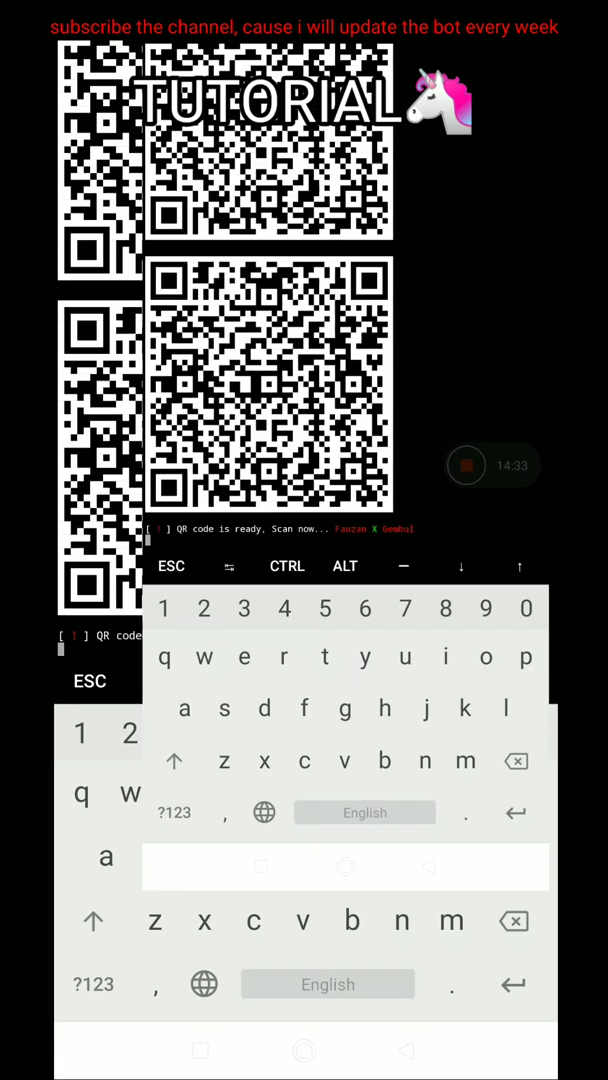 subscribe the channel, cause i will update the bot every week
TUTORIAL🦄
14:33
[ ! ] QR code is ready, Scan now... Fauzan X Gembul
ESC CTRL ALT — ↓ ↑
1 2 3 4 5 6 7 8 9 0
q w e r t y u i o p
a s d f g h j k l
z x c v b n m
?123 , English .
[ ! ] QR code
ESC
1 2
q w
a
z x c v b n m
?123 , English .